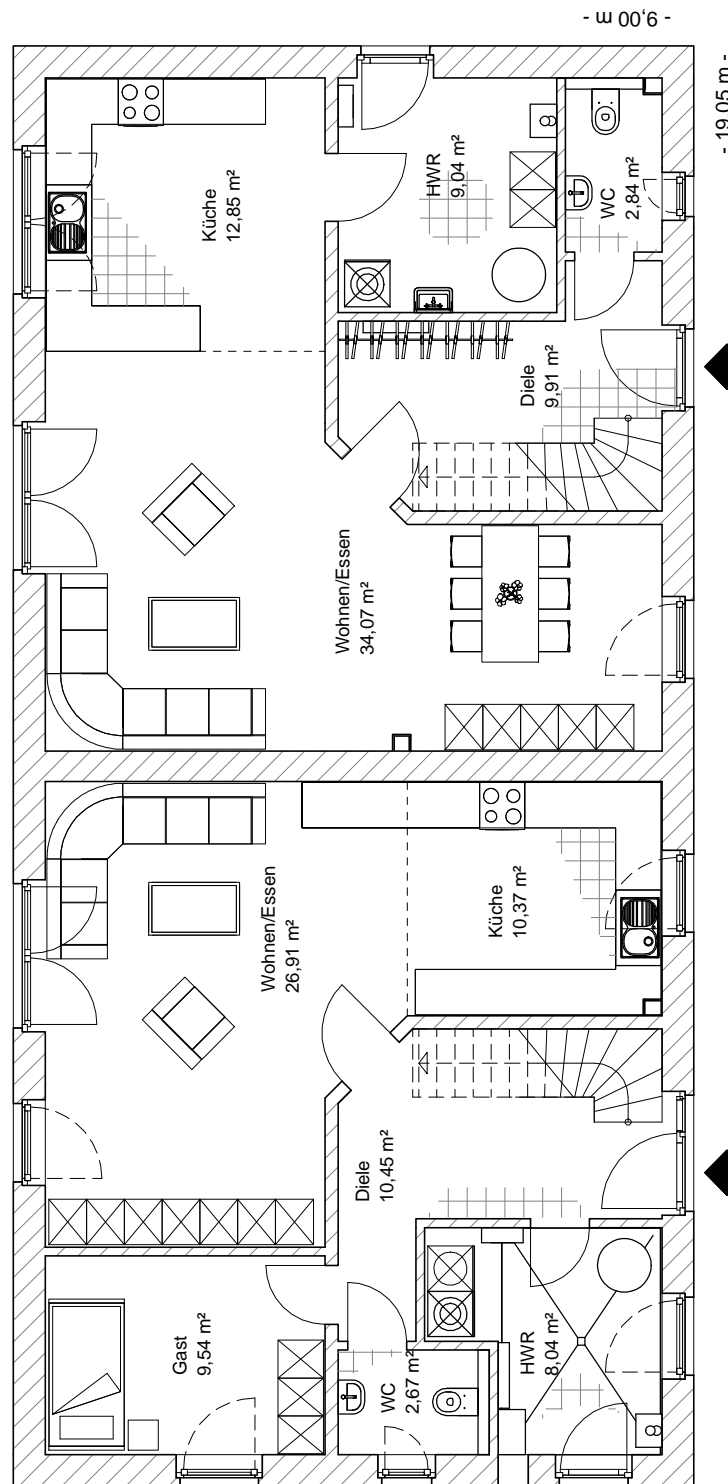 - 9,00 m -
- 19,05 m -
Küche
12,85 m²
HWR
9,04 m²
WC
2,84 m²
Diele
9,91 m²
Wohnen/Essen
34,07 m²
Wohnen/Essen
26,91 m²
Küche
10,37 m²
Diele
10,45 m²
Gast
9,54 m²
WC
2,67 m²
HWR
8,04 m²